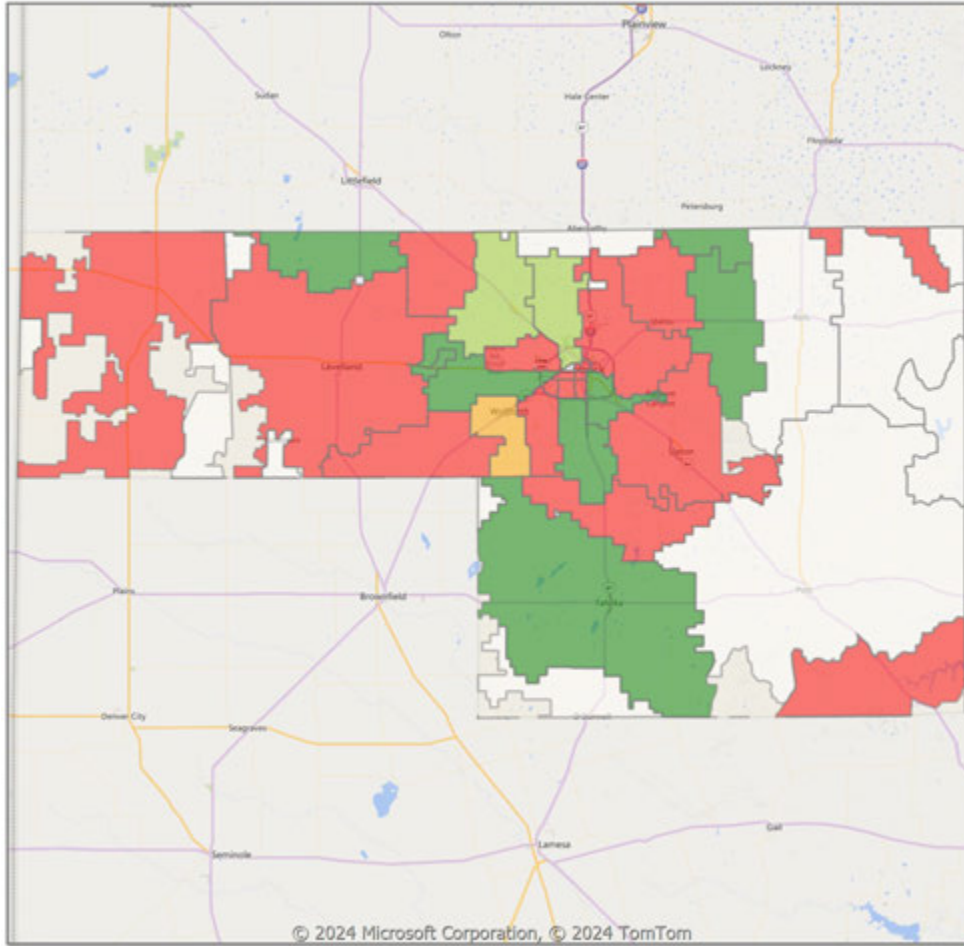 Plainview
Olton
Lockney
Sudan
Hale Center
Floydada
Littlefield
Petersburg
Abernathy
Levelland
Slaton
Plains
Brownfield
Tahoka
Denver City
Seagraves
Gail
Lamesa
Seminole
© 2024 Microsoft Corporation, © 2024 TomTom